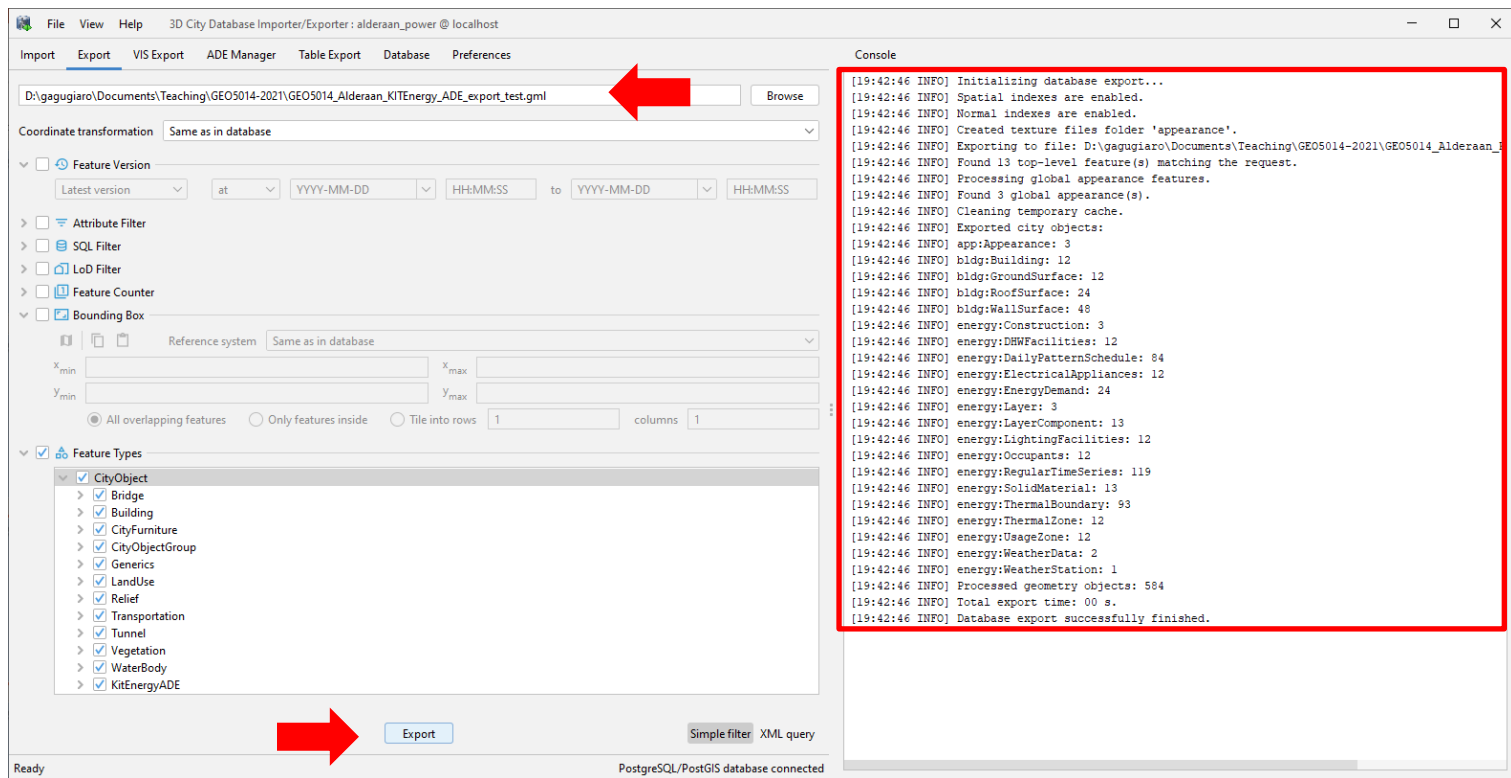 File View Help 3D City Database Importer/Exporter : alderaan_power @ localhost
Import Export VIS Export ADE Manager Table Export Database Preferences
D:\gagugiaro\Documents\Teaching\GEO5014-2021\GEO5014_Alderaan_KITEnergy_ADE_export_test.gml Browse
Coordinate transformation Same as in database
Feature Version
Latest version at YYYY-MM-DD HH:MM:SS to YYYY-MM-DD HH:MM:SS
Attribute Filter
SQL Filter
LoD Filter
Feature Counter
Bounding Box
Reference system Same as in database
xmin xmax
ymin ymax
All overlapping features Only features inside Tile into rows 1 columns 1
Feature Types
CityObject
Bridge
Building
CityFurniture
CityObjectGroup
Generics
LandUse
Relief
Transportation
Tunnel
Vegetation
WaterBody
KitEnergyADE
Export Simple filter XML query
Ready PostgreSQL/PostGIS database connected
Console
[19:42:46 INFO] Initializing database export...
[19:42:46 INFO] Spatial indexes are enabled.
[19:42:46 INFO] Normal indexes are enabled.
[19:42:46 INFO] Created texture files folder 'appearance'.
[19:42:46 INFO] Exporting to file: D:\gagugiaro\Documents\Teaching\GEO5014-2021\GEO5014_Alderaan_
[19:42:46 INFO] Found 13 top-level feature(s) matching the request.
[19:42:46 INFO] Processing global appearance features.
[19:42:46 INFO] Found 3 global appearance(s).
[19:42:46 INFO] Cleaning temporary cache.
[19:42:46 INFO] Exported city objects:
[19:42:46 INFO] app:Appearance: 3
[19:42:46 INFO] bldg:Building: 12
[19:42:46 INFO] bldg:GroundSurface: 12
[19:42:46 INFO] bldg:RoofSurface: 24
[19:42:46 INFO] bldg:WallSurface: 48
[19:42:46 INFO] energy:Construction: 3
[19:42:46 INFO] energy:DHWFacilities: 12
[19:42:46 INFO] energy:DailyPatternSchedule: 84
[19:42:46 INFO] energy:ElectricalAppliances: 12
[19:42:46 INFO] energy:EnergyDemand: 24
[19:42:46 INFO] energy:Layer: 3
[19:42:46 INFO] energy:LayerComponent: 13
[19:42:46 INFO] energy:LightingFacilities: 12
[19:42:46 INFO] energy:Occupants: 12
[19:42:46 INFO] energy:RegularTimeSeries: 119
[19:42:46 INFO] energy:SolidMaterial: 13
[19:42:46 INFO] energy:ThermalBoundary: 93
[19:42:46 INFO] energy:ThermalZone: 12
[19:42:46 INFO] energy:UsageZone: 12
[19:42:46 INFO] energy:WeatherData: 2
[19:42:46 INFO] energy:WeatherStation: 1
[19:42:46 INFO] Processed geometry objects: 584
[19:42:46 INFO] Total export time: 00 s.
[19:42:46 INFO] Database export successfully finished.